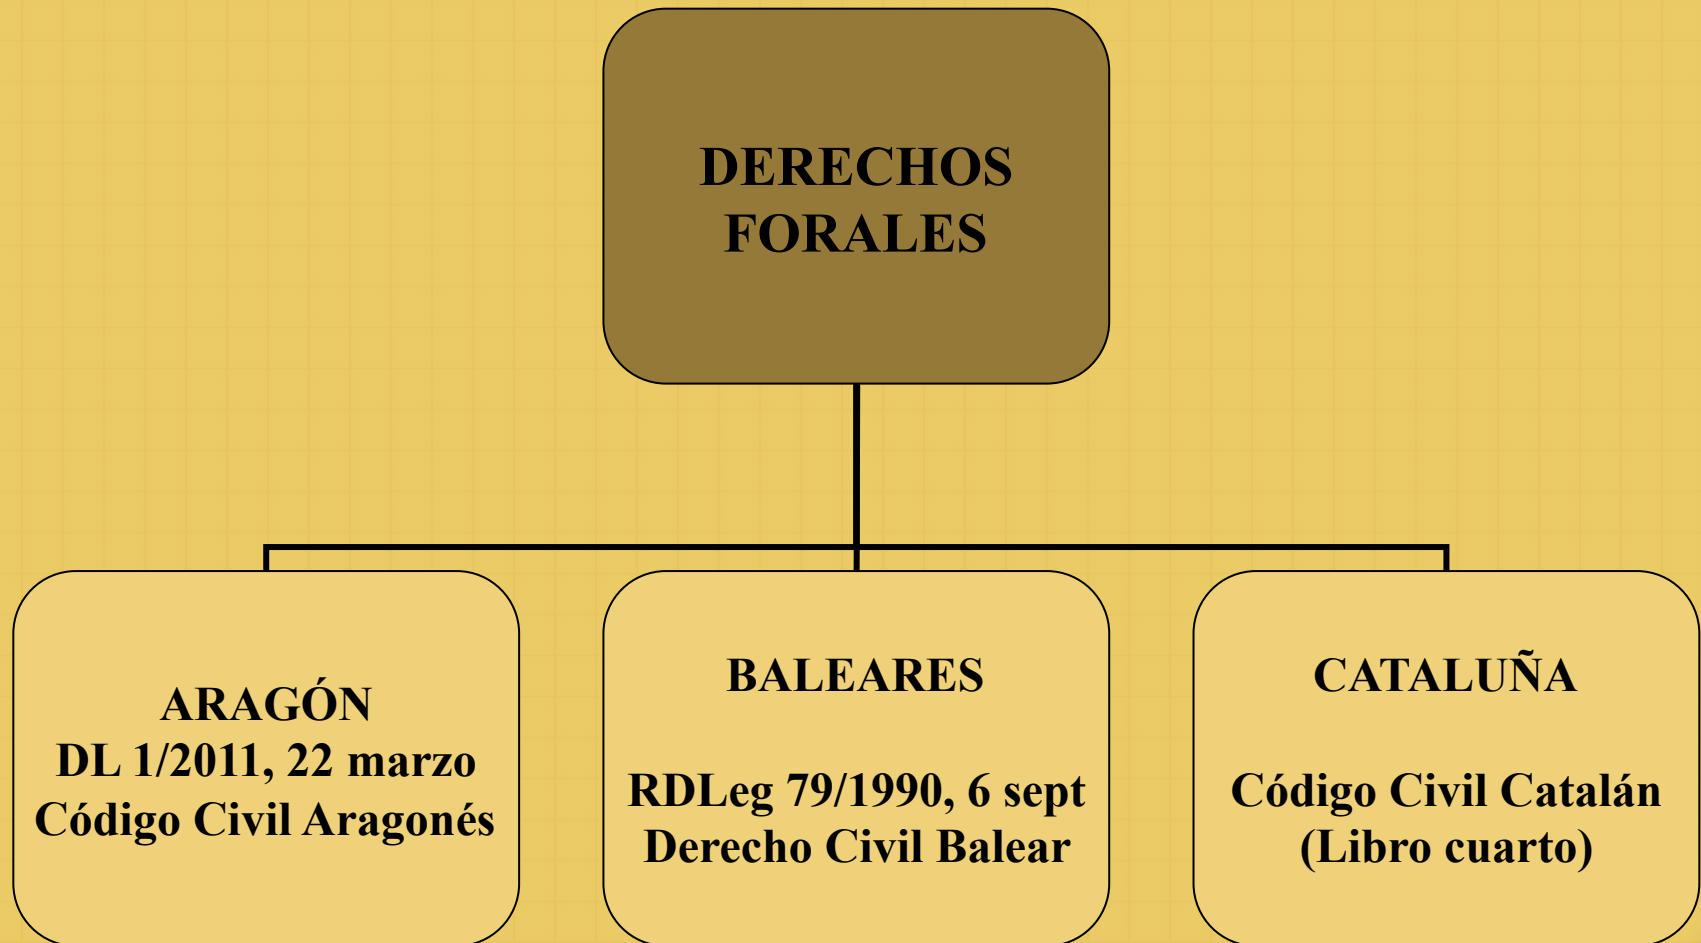 DERECHOS
FORALES
ARAGÓN
DL 1/2011, 22 marzo
Código Civil Aragonés
BALEARES
RDLeg 79/1990, 6 sept
Derecho Civil Balear
CATALUÑA
Código Civil Catalán
(Libro cuarto)